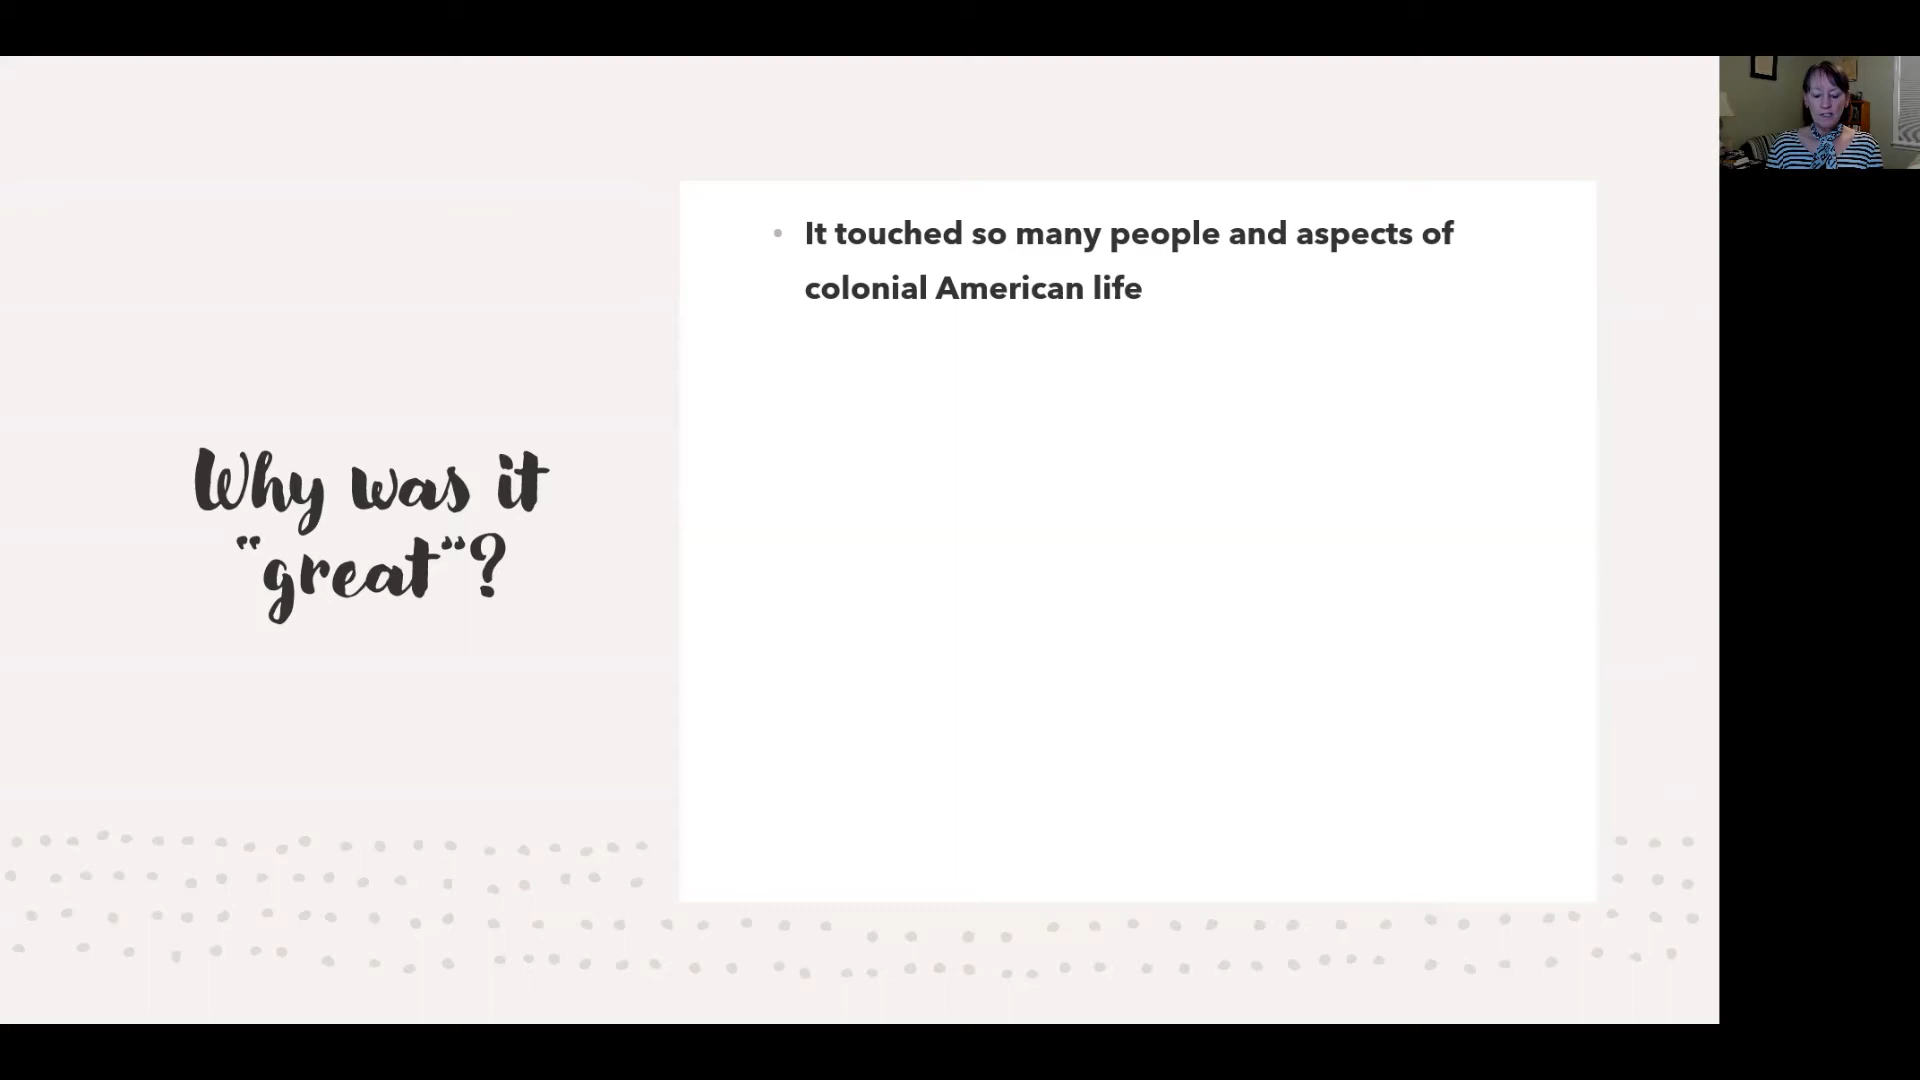 Why was it
"great"?
• It touched so many people and aspects of
colonial American life